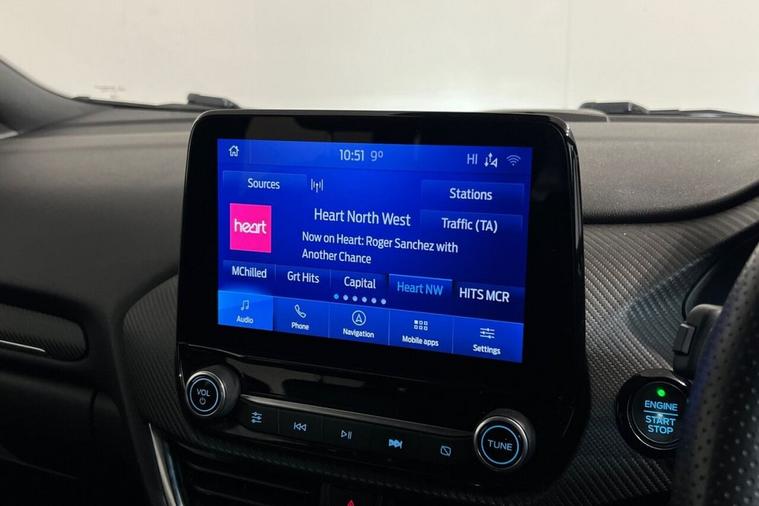 10:51 9°
HI
Sources
Stations
heart
Heart North West
Traffic (TA)
Now on Heart: Roger Sanchez with
Another Chance
MChilled
Grt Hits
Capital
Heart NW
HITS MCR
Audio
Phone
Navigation
Mobile apps
Settings
VOL
TUNE
ENGINE
START
STOP